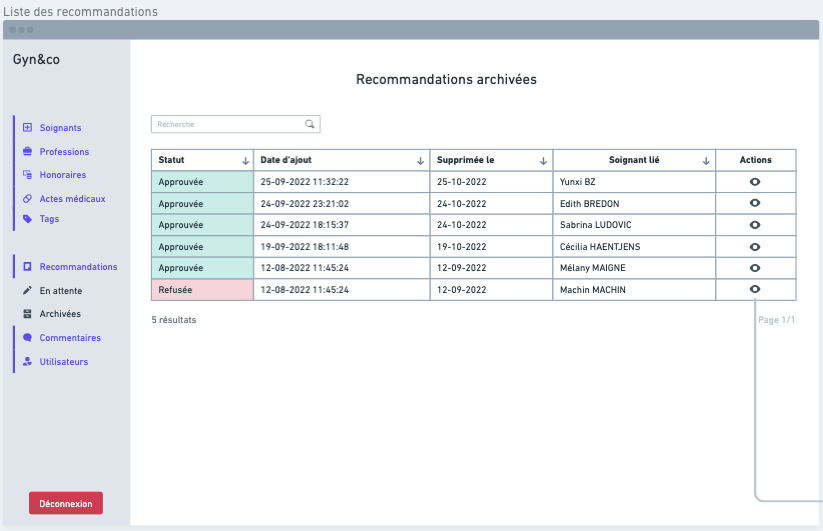 Liste des recommandations
Gyn&co
Recommandations archivées
Recherche
Soignants
Professions
Honoraires
Actes médicaux
Tags
Recommandations
En attente
Archivées
Commentaires
Utilisateurs
Déconnexion
Statut Date d'ajout Supprimée le Soignant lié Actions
Approuvée 25-09-2022 11:32:22 25-10-2022 Yunxi BZ
Approuvée 24-09-2022 23:21:02 24-10-2022 Edith BREDON
Approuvée 24-09-2022 18:15:37 24-10-2022 Sabrina LUDOVIC
Approuvée 19-09-2022 18:11:48 19-10-2022 Cécilia HAENTJENS
Approuvée 12-08-2022 11:45:24 12-09-2022 Mélany MAIGNE
Refusée 12-08-2022 11:45:24 12-09-2022 Machin MACHIN
5 résultats Page 1/1